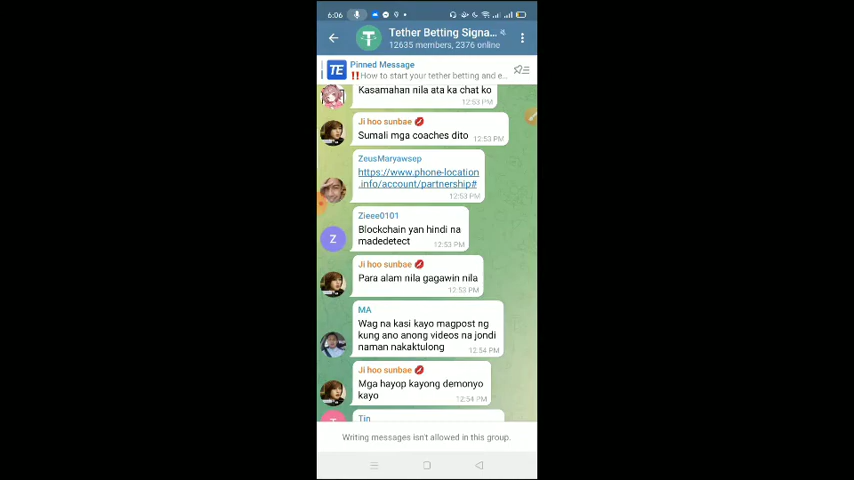 6:06
Tether Betting Signa...
12635 members, 2376 online
TE
Pinned Message
‼How to start your tether betting and e...
Kasamahan nila ata ka chat ko
12:53 PM
Ji hoo sunbae
Sumali mga coaches dito
12:53 PM
ZeusMaryawsep
https://www.phone-location
.info/account/partnership#
12:53 PM
Z
Zieee0101
Blockchain yan hindi na
madedetect
12:53 PM
Ji hoo sunbae
Para alam nila gagawin nila
12:53 PM
MA
Wag na kasi kayo magpost ng
kung ano anong videos na jondi
naman nakaktulong
12:54 PM
Ji hoo sunbae
Mga hayop kayong demonyo
kayo
12:54 PM
Tin
Writing messages isn't allowed in this group.